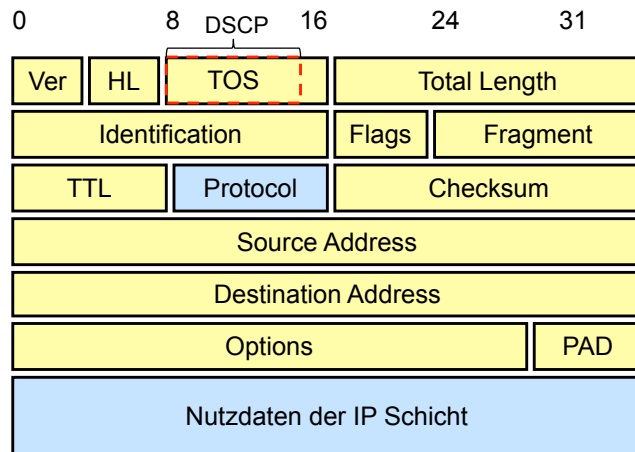 0 8 DSCP 16 24 31
Ver HL TOS Total Length
Identification Flags Fragment
TTL Protocol Checksum
Source Address
Destination Address
Options PAD
Nutzdaten der IP Schicht